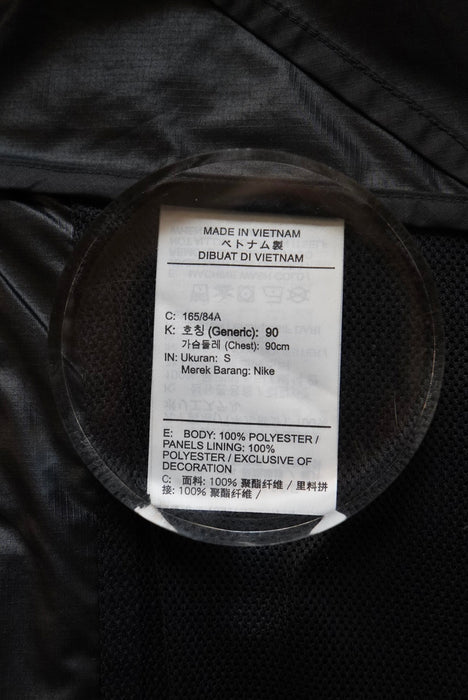 MADE IN VIETNAM
ベトナム製
DIBUAT DI VIETNAM
C: 165/84A
K: 호칭 (Generic): 90
가슴둘레 (Chest): 90cm
IN: Ukuran: S
Merek Barang: Nike
E: BODY: 100% POLYESTER /
PANELS LINING: 100%
POLYESTER / EXCLUSIVE OF
DECORATION
C: 面料: 100% 聚酯纤维 / 里料拼
接: 100% 聚酯纤维 /